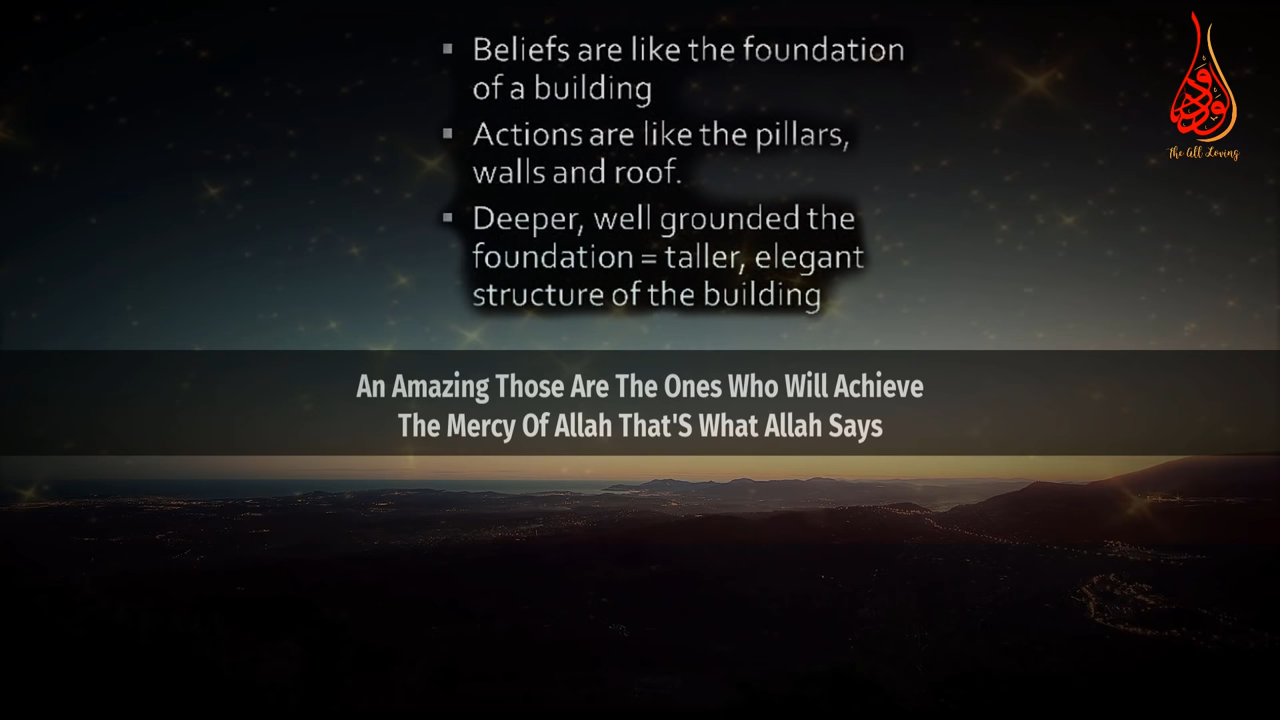 Beliefs are like the foundation
of a building
Actions are like the pillars,
walls and roof.
Deeper, well grounded the
foundation = taller, elegant
structure of the building
الودود
The All Loving
An Amazing Those Are The Ones Who Will Achieve
The Mercy Of Allah That'S What Allah Says